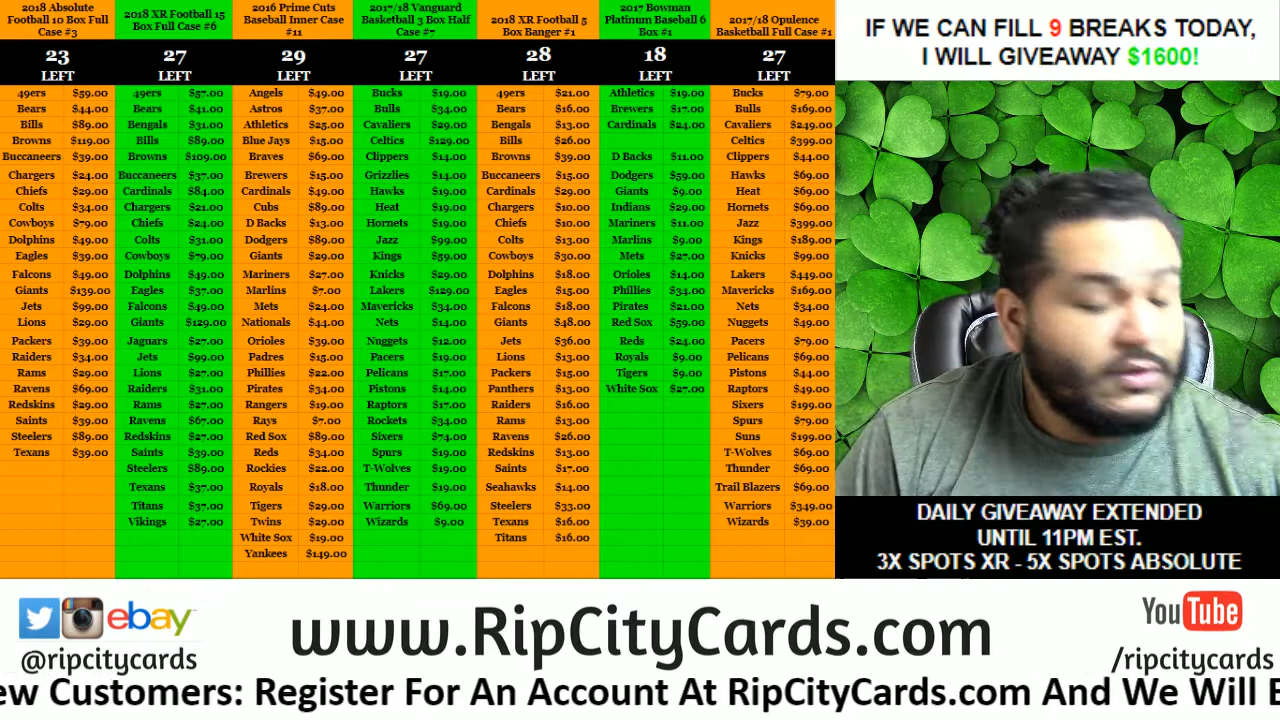 2018 Absolute Football 10 Box Full Case #3
23
LEFT
49ers $59.00
Bears $44.00
Bills $89.00
Browns $119.00
Buccaneers $39.00
Chargers $24.00
Chiefs $29.00
Colts $34.00
Cowboys $79.00
Dolphins $49.00
Eagles $39.00
Falcons $49.00
Giants $139.00
Jets $99.00
Lions $29.00
Packers $39.00
Raiders $34.00
Rams $29.00
Ravens $69.00
Redskins $29.00
Saints $39.00
Steelers $89.00
Texans $39.00
2018 XR Football 15 Box Full Case #6
27
LEFT
49ers $57.00
Bears $41.00
Bengals $31.00
Bills $89.00
Browns $109.00
Buccaneers $37.00
Cardinals $84.00
Chargers $21.00
Chiefs $24.00
Colts $31.00
Cowboys $79.00
Dolphins $49.00
Eagles $37.00
Falcons $49.00
Giants $129.00
Jaguars $27.00
Jets $99.00
Lions $27.00
Raiders $31.00
Rams $27.00
Ravens $67.00
Redskins $27.00
Saints $39.00
Steelers $89.00
Texans $37.00
Titans $37.00
Vikings $27.00
2016 Prime Cuts Baseball Inner Case #11
29
LEFT
Angels $49.00
Astros $37.00
Athletics $25.00
Blue Jays $15.00
Braves $69.00
Brewers $15.00
Cardinals $49.00
Cubs $89.00
D Backs $13.00
Dodgers $89.00
Giants $29.00
Mariners $27.00
Marlins $7.00
Mets $24.00
Nationals $44.00
Orioles $39.00
Padres $15.00
Phillies $22.00
Pirates $34.00
Rangers $19.00
Rays $7.00
Red Sox $89.00
Reds $34.00
Rockies $22.00
Royals $18.00
Tigers $29.00
Twins $29.00
White Sox $19.00
Yankees $149.00
2017/18 Vanguard Basketball 3 Box Half Case #7
27
LEFT
Bucks $19.00
Bulls $34.00
Cavaliers $29.00
Celtics $129.00
Clippers $14.00
Grizzlies $14.00
Hawks $19.00
Heat $19.00
Hornets $19.00
Jazz $99.00
Kings $59.00
Knicks $29.00
Lakers $129.00
Mavericks $34.00
Nets $14.00
Nuggets $12.00
Pacers $19.00
Pelicans $17.00
Pistons $14.00
Raptors $17.00
Rockets $34.00
Sixers $74.00
Spurs $19.00
T-Wolves $19.00
Thunder $19.00
Warriors $69.00
Wizards $9.00
2018 XR Football 5 Box Banger #1
28
LEFT
49ers $21.00
Bears $16.00
Bengals $13.00
Bills $26.00
Browns $39.00
Buccaneers $15.00
Cardinals $29.00
Chargers $10.00
Chiefs $10.00
Colts $13.00
Cowboys $30.00
Dolphins $18.00
Eagles $15.00
Falcons $18.00
Giants $48.00
Jets $36.00
Lions $13.00
Packers $15.00
Panthers $13.00
Raiders $16.00
Rams $13.00
Ravens $26.00
Redskins $13.00
Saints $17.00
Seahawks $14.00
Steelers $33.00
Texans $16.00
Titans $16.00
2017 Bowman Platinum Baseball 6 Box #1
18
LEFT
Athletics $19.00
Brewers $17.00
Cardinals $24.00
D Backs $11.00
Dodgers $59.00
Giants $9.00
Indians $29.00
Mariners $11.00
Marlins $9.00
Mets $27.00
Orioles $14.00
Phillies $34.00
Pirates $21.00
Red Sox $59.00
Reds $24.00
Royals $9.00
Tigers $9.00
White Sox $27.00
2017/18 Opulence Basketball Full Case #1
27
LEFT
Bucks $79.00
Bulls $169.00
Cavaliers $249.00
Celtics $399.00
Clippers $44.00
Hawks $69.00
Heat $69.00
Hornets $69.00
Jazz $399.00
Kings $189.00
Knicks $99.00
Lakers $449.00
Mavericks $169.00
Nets $34.00
Nuggets $49.00
Pacers $79.00
Pelicans $69.00
Pistons $44.00
Raptors $49.00
Sixers $199.00
Spurs $79.00
Suns $199.00
T-Wolves $69.00
Thunder $69.00
Trail Blazers $69.00
Warriors $349.00
Wizards $39.00
IF WE CAN FILL 9 BREAKS TODAY,
I WILL GIVEAWAY $1600!
DAILY GIVEAWAY EXTENDED
UNTIL 11PM EST.
3X SPOTS XR - 5X SPOTS ABSOLUTE
ebay
@ripcitycards
www.RipCityCards.com
YouTube
/ripcitycards
ew Customers: Register For An Account At RipCityCards.com And We Will E